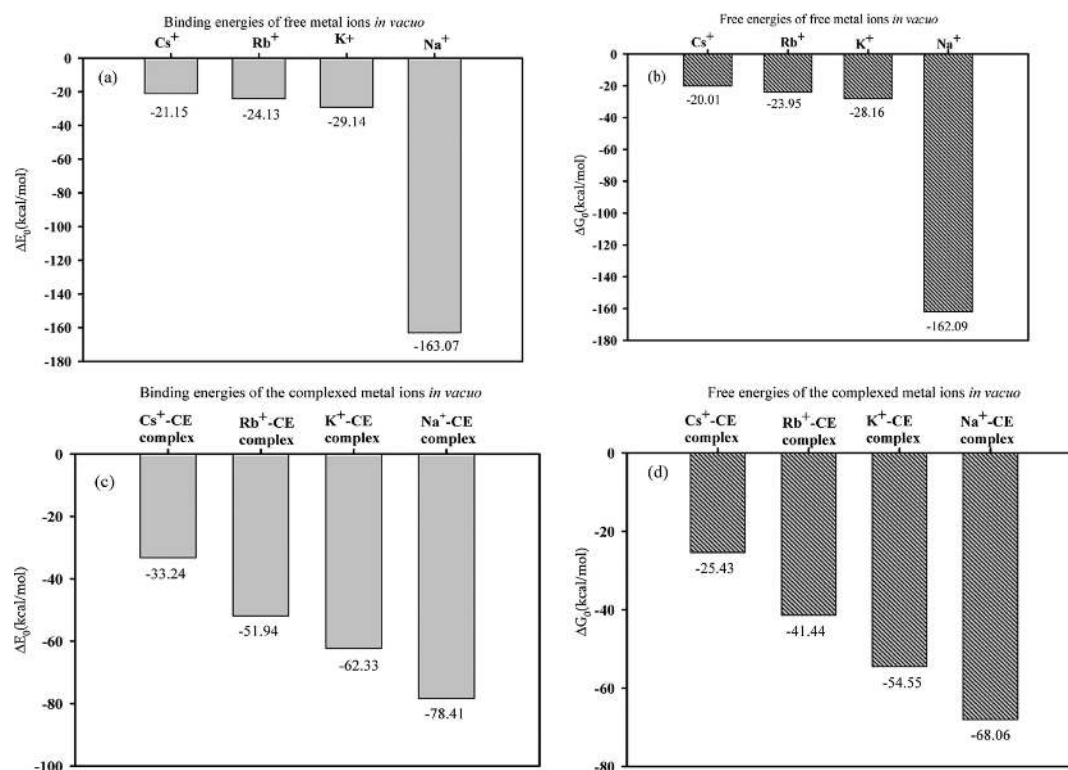 Binding energies of free metal ions in vacuo
Cs+ Rb+ K+ Na+
(a)
0
-20
-40
-60
-80
-100
-120
-140
-160
-180
ΔE0(kcal/mol)
-21.15
-24.13
-29.14
-163.07
Free energies of free metal ions in vacuo
Cs+ Rb+ K+ Na+
(b)
0
-20
-40
-60
-80
-100
-120
-140
-160
-180
ΔG0(kcal/mol)
-20.01
-23.95
-28.16
-162.09
Binding energies of the complexed metal ions in vacuo
Cs+-CE complex
Rb+-CE complex
K+-CE complex
Na+-CE complex
(c)
0
-20
-40
-60
-80
-100
ΔE0(kcal/mol)
-33.24
-51.94
-62.33
-78.41
Free energies of the complexed metal ions in vacuo
Cs+-CE complex
Rb+-CE complex
K+-CE complex
Na+-CE complex
(d)
0
-20
-40
-60
-80
ΔG0(kcal/mol)
-25.43
-41.44
-54.55
-68.06